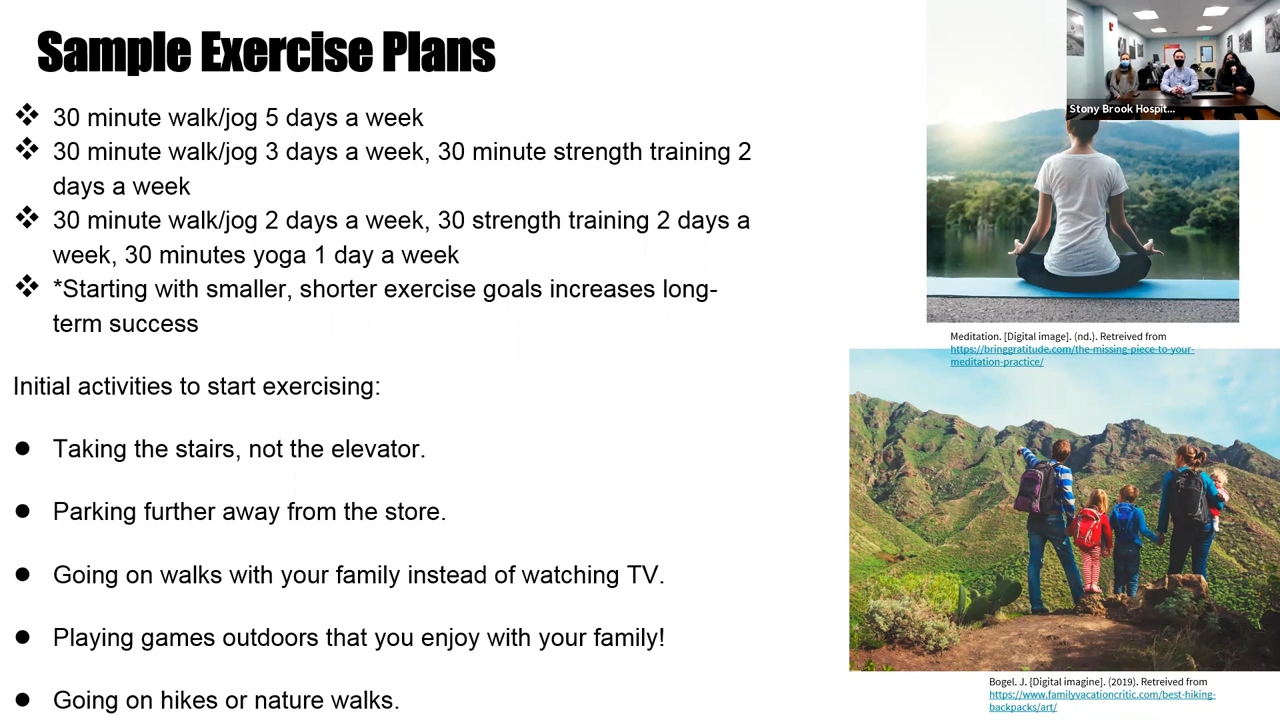 Sample Exercise Plans
❖ 30 minute walk/jog 5 days a week
❖ 30 minute walk/jog 3 days a week, 30 minute strength training 2
days a week
❖ 30 minute walk/jog 2 days a week, 30 strength training 2 days a
week, 30 minutes yoga 1 day a week
❖ *Starting with smaller, shorter exercise goals increases long-
term success
Initial activities to start exercising:
● Taking the stairs, not the elevator.
● Parking further away from the store.
● Going on walks with your family instead of watching TV.
● Playing games outdoors that you enjoy with your family!
● Going on hikes or nature walks.
Stony Brook Hospit...
Meditation. [Digital image]. (nd.). Retreived from
https://bringgratitude.com/the-missing-piece-to-your-
meditation-practice/
Bogel. J. {Digital imagine]. (2019). Retreived from
https://www.familyvacationcritic.com/best-hiking-
backpacks/art/